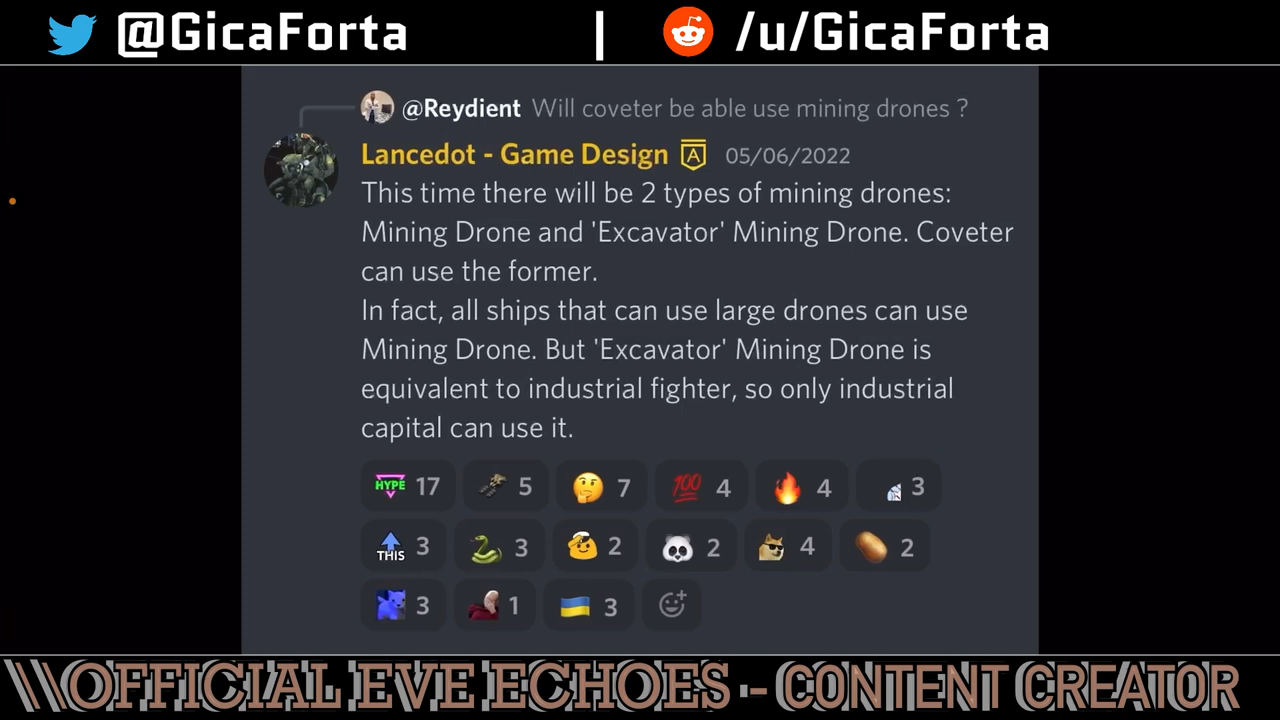 @GicaForta | /u/GicaForta
@Reydient Will coveter be able use mining drones ?
Lancedot - Game Design 05/06/2022
This time there will be 2 types of mining drones:
Mining Drone and 'Excavator' Mining Drone. Coveter
can use the former.
In fact, all ships that can use large drones can use
Mining Drone. But 'Excavator' Mining Drone is
equivalent to industrial fighter, so only industrial
capital can use it.
HYPE 17 5 7 100 4 4 3
THIS 3 3 2 2 4 2
3 1 3
\\OFFICIAL EVE ECHOES - CONTENT CREATOR